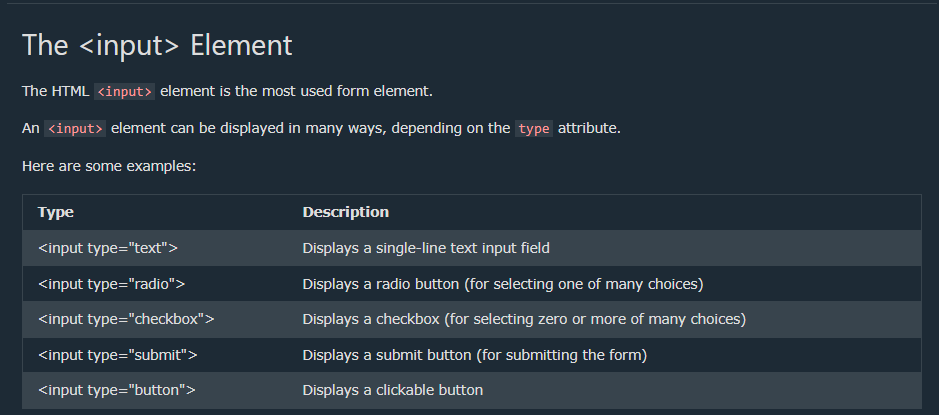 The <input> Element
The HTML <input> element is the most used form element.
An <input> element can be displayed in many ways, depending on the type attribute.
Here are some examples:
Type Description
<input type="text"> Displays a single-line text input field
<input type="radio"> Displays a radio button (for selecting one of many choices)
<input type="checkbox"> Displays a checkbox (for selecting zero or more of many choices)
<input type="submit"> Displays a submit button (for submitting the form)
<input type="button"> Displays a clickable button